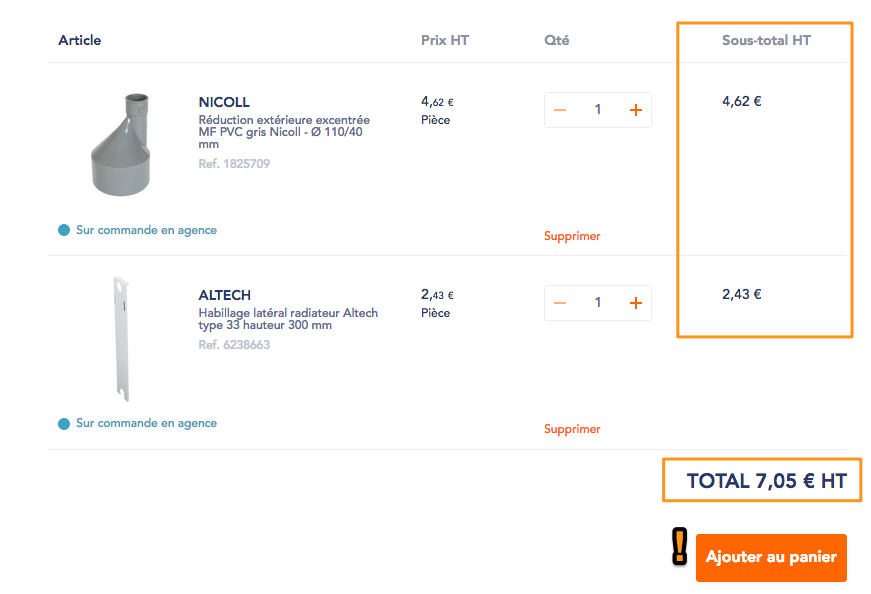 Article Prix HT Qté Sous-total HT
NICOLL 4,62 € - 1 + 4,62 €
Réduction extérieure excentrée Pièce
MF PVC gris Nicoll - Ø 110/40
mm
Ref. 1825709
Sur commande en agence Supprimer
ALTECH 2,43 € - 1 + 2,43 €
Habillage latéral radiateur Altech Pièce
type 33 hauteur 300 mm
Ref. 6238663
Sur commande en agence Supprimer
TOTAL 7,05 € HT
! Ajouter au panier